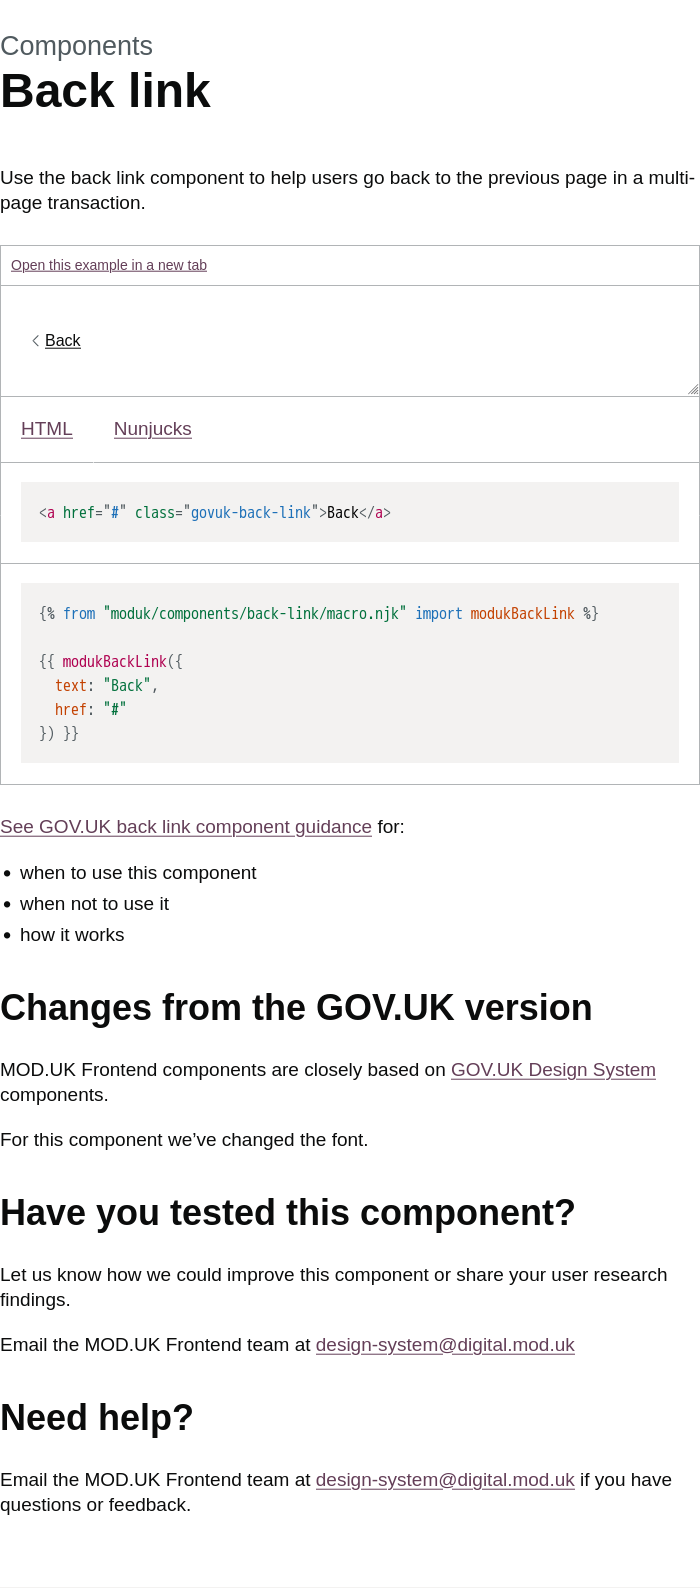 Components
Back link
Use the back link component to help users go back to the previous page in a multi-
page transaction.
Open this example in a new tab
Back
HTML Nunjucks
<a href="#" class="govuk-back-link">Back</a>
{% from "moduk/components/back-link/macro.njk" import modukBackLink %}
{{ modukBackLink({
  text: "Back",
  href: "#"
}) }}
See GOV.UK back link component guidance for:
• when to use this component
• when not to use it
• how it works
Changes from the GOV.UK version
MOD.UK Frontend components are closely based on GOV.UK Design System
components.
For this component we’ve changed the font.
Have you tested this component?
Let us know how we could improve this component or share your user research
findings.
Email the MOD.UK Frontend team at design-system@digital.mod.uk
Need help?
Email the MOD.UK Frontend team at design-system@digital.mod.uk if you have
questions or feedback.